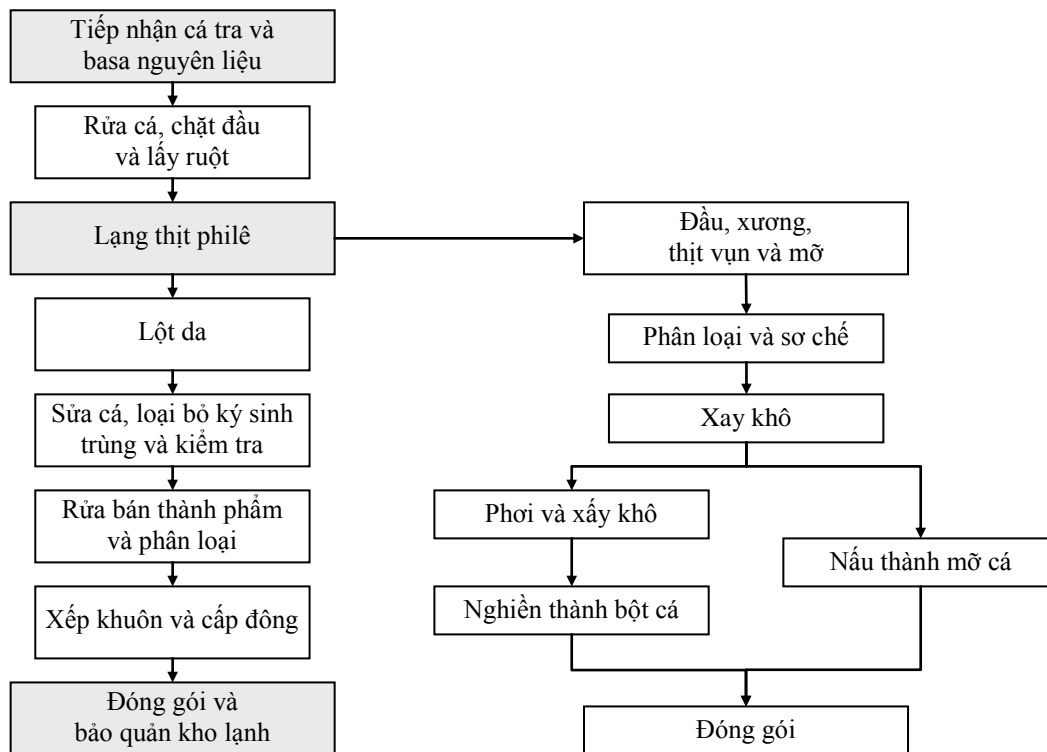 Tiếp nhận cá tra và
basa nguyên liệu
Rửa cá, chặt đầu
và lấy ruột
Lạng thịt philê
Lột da
Sửa cá, loại bỏ ký sinh
trùng và kiểm tra
Rửa bán thành phẩm
và phân loại
Xếp khuôn và cấp đông
Đóng gói và
bảo quản kho lạnh
Đầu, xương,
thịt vụn và mỡ
Phân loại và sơ chế
Xay khô
Phơi và xấy khô
Nghiền thành bột cá
Nấu thành mỡ cá
Đóng gói